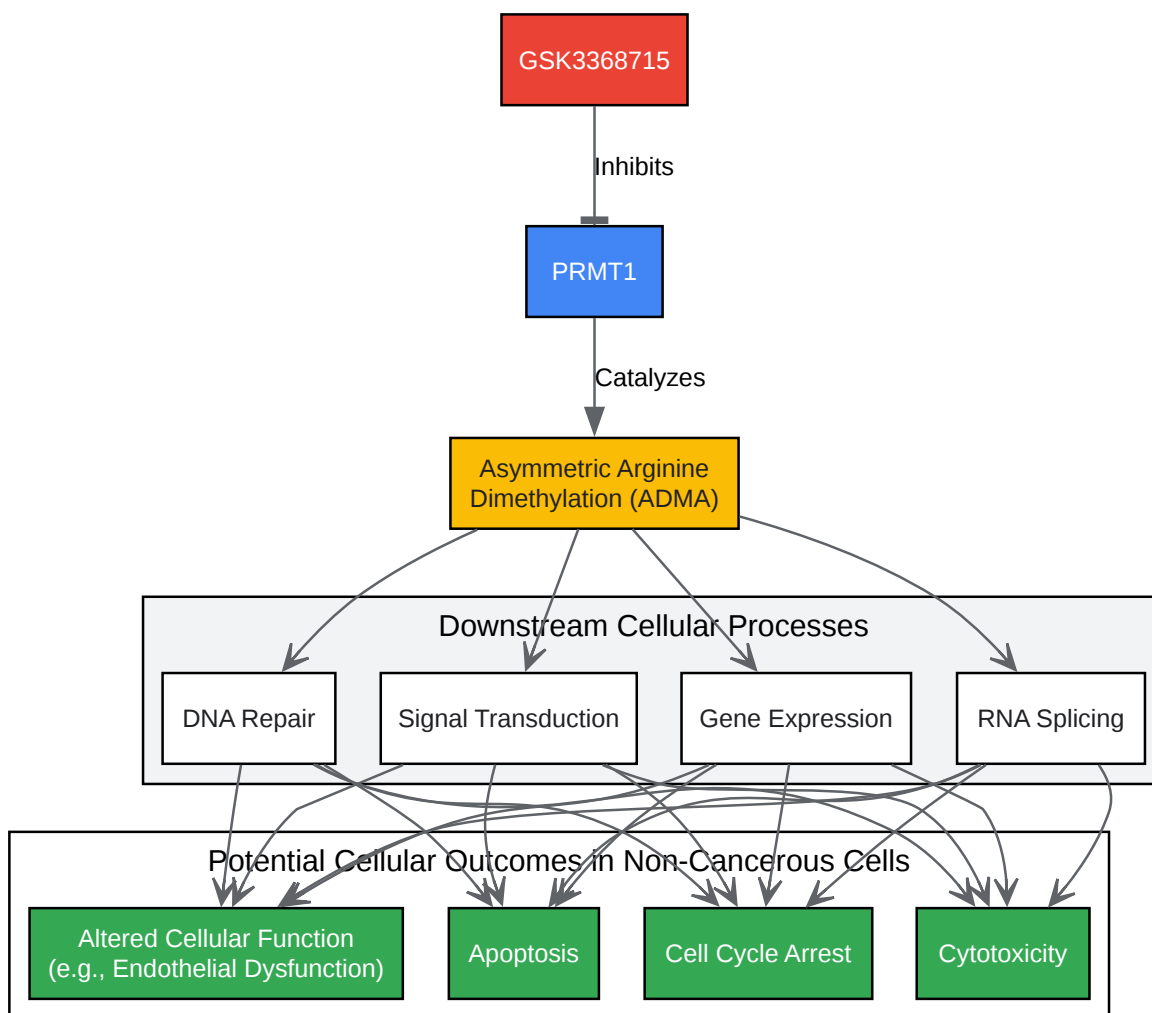 GSK3368715
Inhibits
PRMT1
Catalyzes
Asymmetric Arginine
Dimethylation (ADMA)
Downstream Cellular Processes
DNA Repair
Signal Transduction
Gene Expression
RNA Splicing
Potential Cellular Outcomes in Non-Cancerous Cells
Altered Cellular Function
(e.g., Endothelial Dysfunction)
Apoptosis
Cell Cycle Arrest
Cytotoxicity